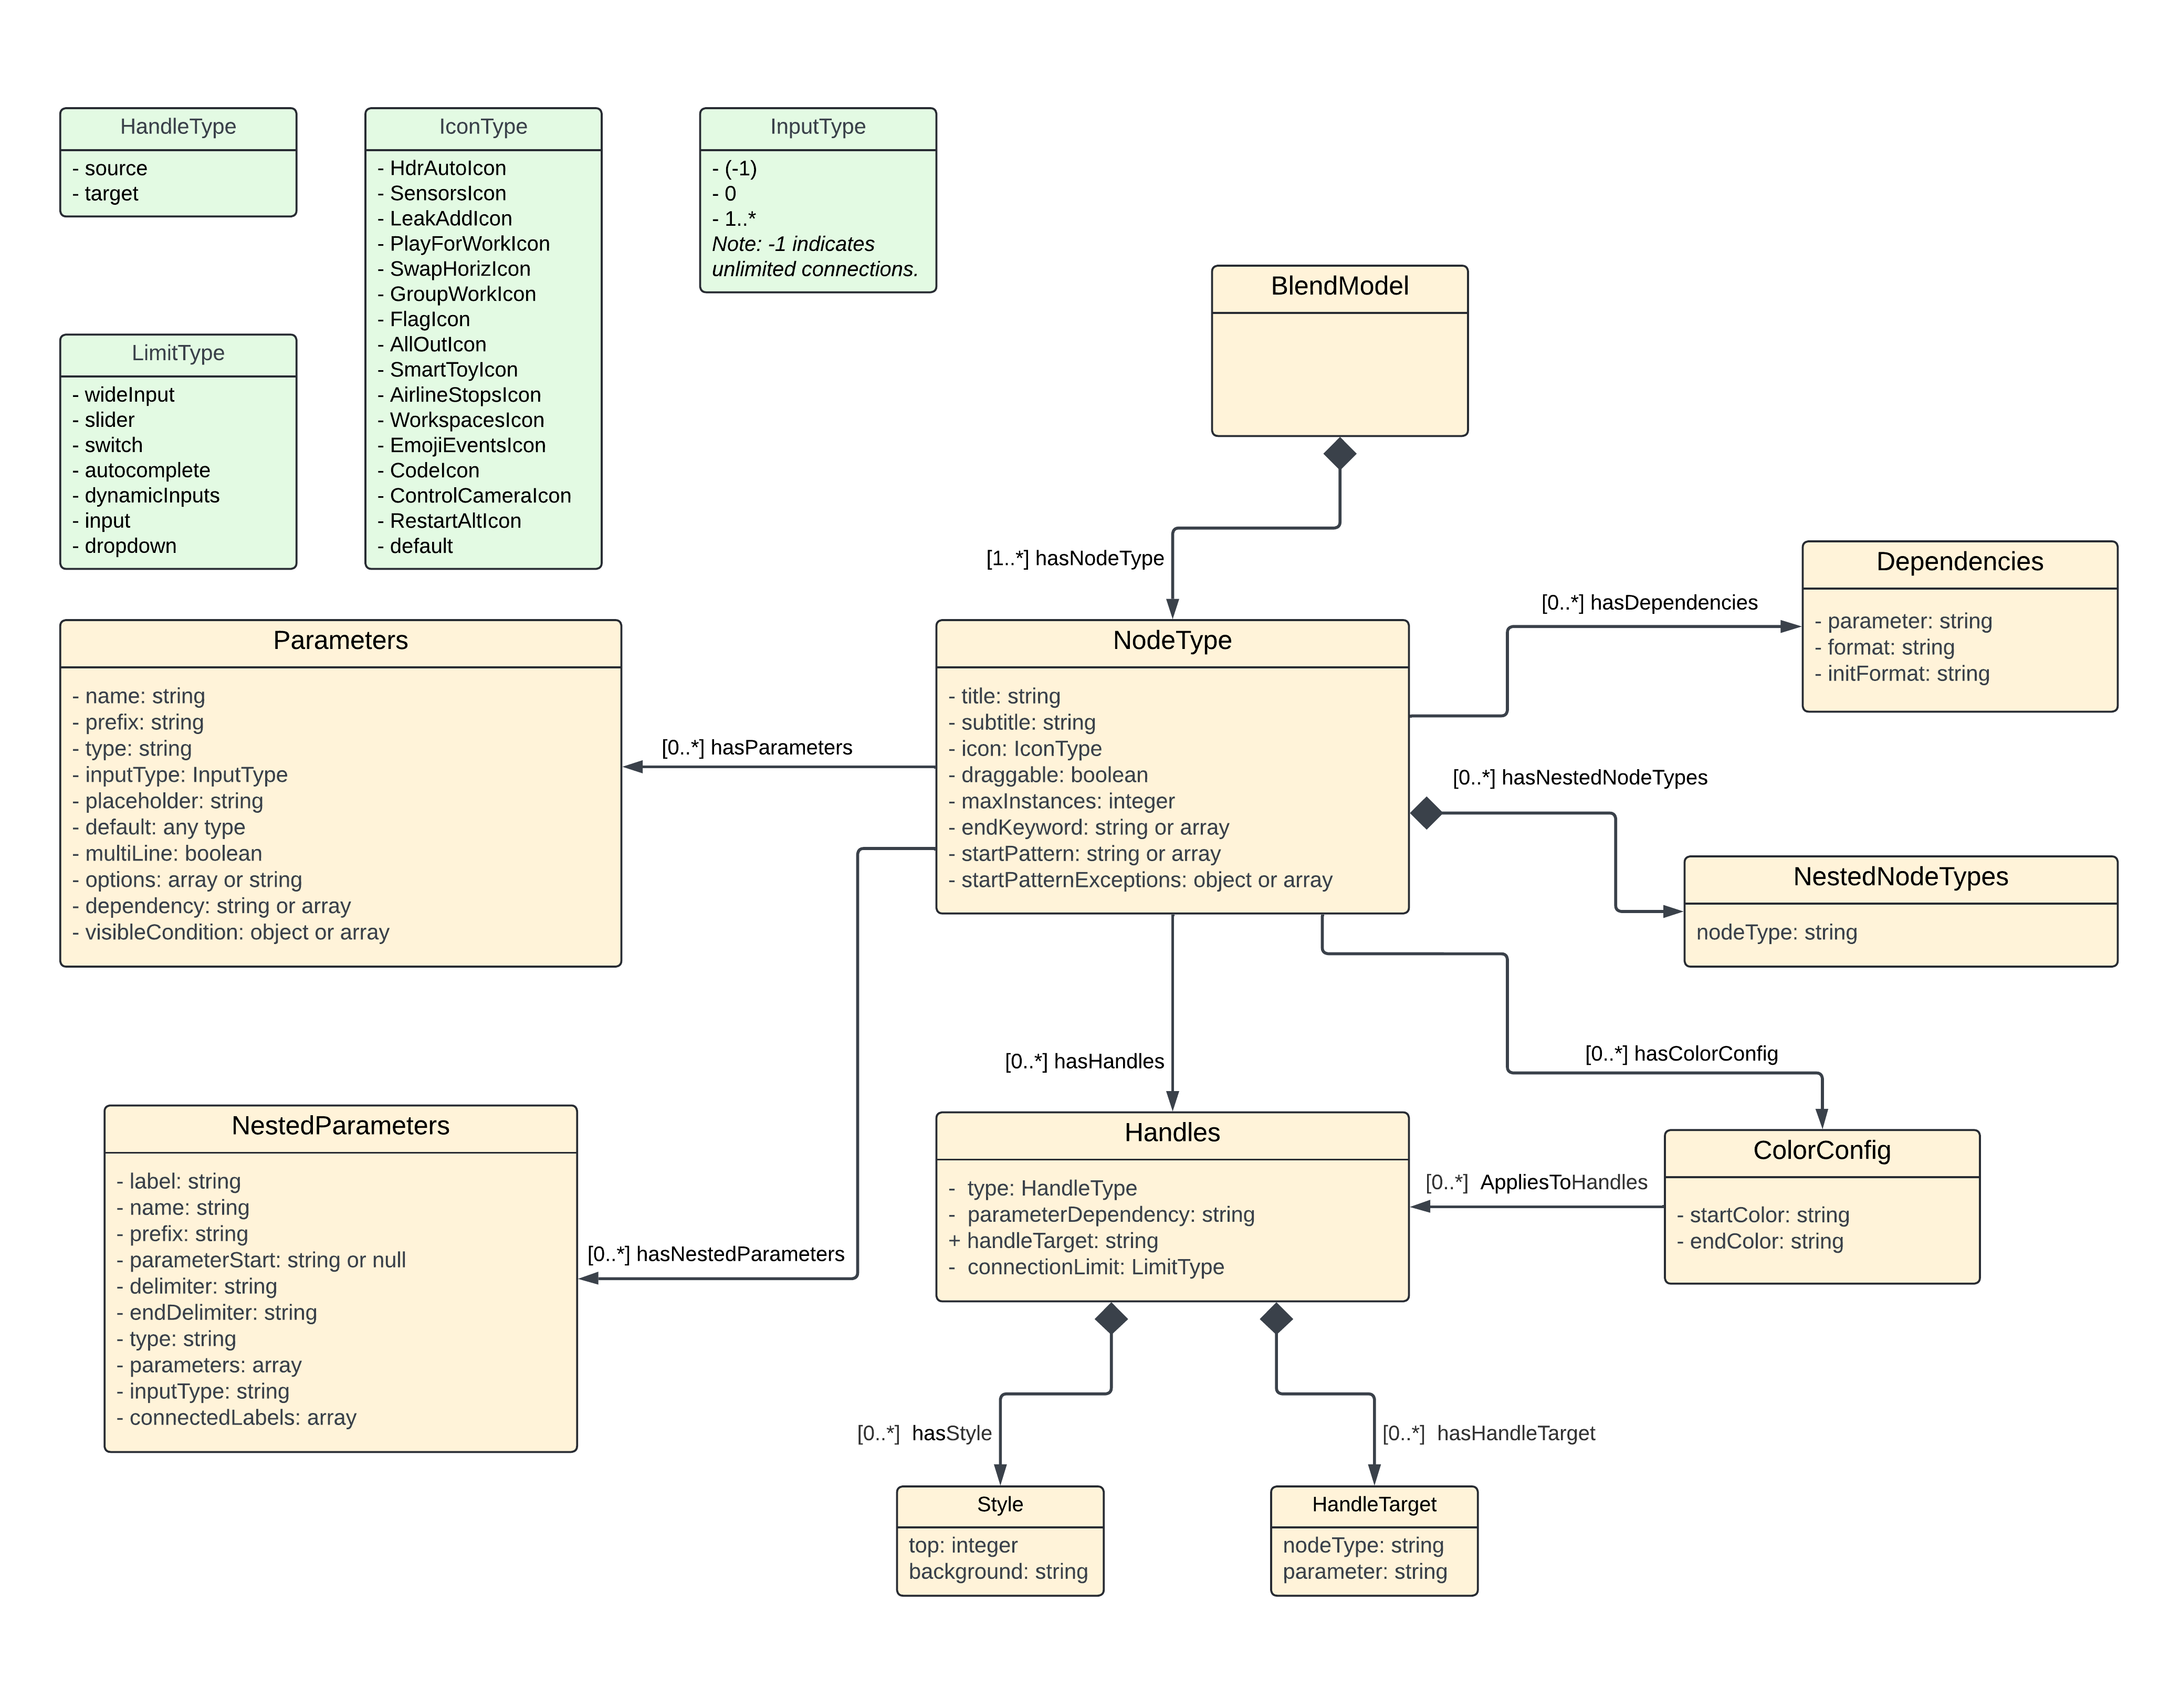 HandleType
- source
- target
IconType
- HdrAutoIcon
- SensorsIcon
- LeakAddIcon
- PlayForWorkIcon
- SwapHorizIcon
- GroupWorkIcon
- FlagIcon
- AllOutIcon
- SmartToyIcon
- AirlineStopsIcon
- WorkspacesIcon
- EmojiEventsIcon
- CodeIcon
- ControlCameraIcon
- RestartAltIcon
- default
InputType
- (-1)
- 0
- 1..*
Note: -1 indicates
unlimited connections.
LimitType
- wideInput
- slider
- switch
- autocomplete
- dynamicInputs
- input
- dropdown
BlendModel
[1..*] hasNodeType
Dependencies
- parameter: string
- format: string
- initFormat: string
[0..*] hasDependencies
Parameters
- name: string
- prefix: string
- type: string
- inputType: InputType
- placeholder: string
- default: any type
- multiLine: boolean
- options: array or string
- dependency: string or array
- visibleCondition: object or array
[0..*] hasParameters
NodeType
- title: string
- subtitle: string
- icon: IconType
- draggable: boolean
- maxInstances: integer
- endKeyword: string or array
- startPattern: string or array
- startPatternExceptions: object or array
[0..*] hasNestedNodeTypes
NestedNodeTypes
nodeType: string
[0..*] hasHandles
[0..*] hasColorConfig
NestedParameters
- label: string
- name: string
- prefix: string
- parameterStart: string or null
- delimiter: string
- endDelimiter: string
- type: string
- parameters: array
- inputType: string
- connectedLabels: array
[0..*] hasNestedParameters
Handles
- type: HandleType
- parameterDependency: string
+ handleTarget: string
- connectionLimit: LimitType
[0..*] AppliesToHandles
ColorConfig
- startColor: string
- endColor: string
[0..*] hasStyle
[0..*] hasHandleTarget
Style
top: integer
background: string
HandleTarget
nodeType: string
parameter: string